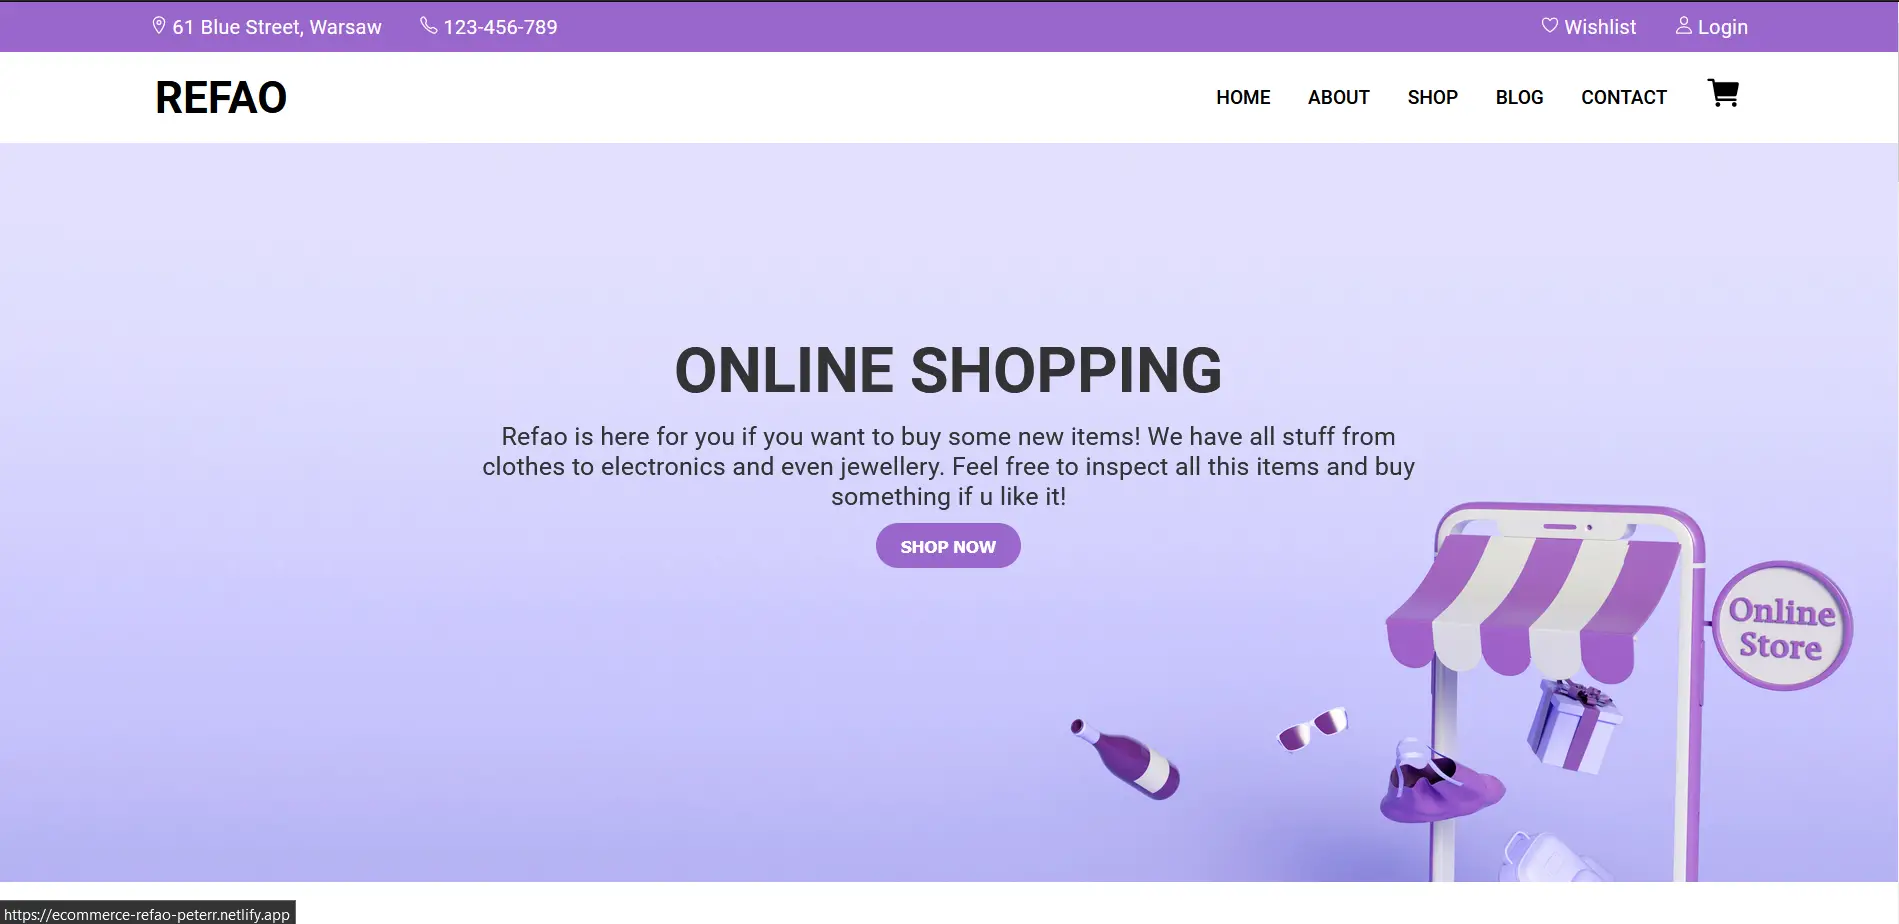 61 Blue Street, Warsaw 123-456-789 Wishlist Login
REFAO HOME ABOUT SHOP BLOG CONTACT
ONLINE SHOPPING
Refao is here for you if you want to buy some new items! We have all stuff from
clothes to electronics and even jewellery. Feel free to inspect all this items and buy
something if u like it!
SHOP NOW
Online
Store
https://ecommerce-refao-peterr.netlify.app